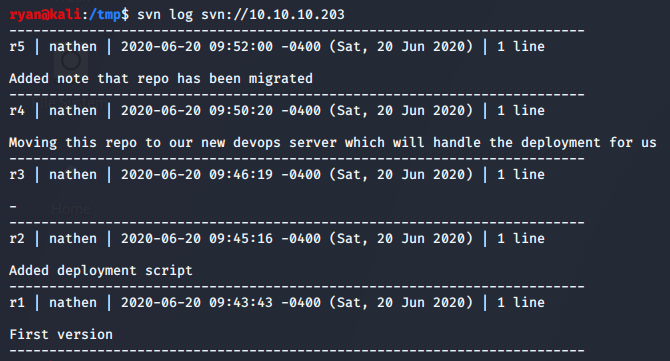 ryan@kali:/tmp$ svn log svn://10.10.10.203
------------------------------------------------------------------------
r5 | nathen | 2020-06-20 09:52:00 -0400 (Sat, 20 Jun 2020) | 1 line
Added note that repo has been migrated
------------------------------------------------------------------------
r4 | nathen | 2020-06-20 09:50:20 -0400 (Sat, 20 Jun 2020) | 1 line
Moving this repo to our new devops server which will handle the deployment for us
------------------------------------------------------------------------
r3 | nathen | 2020-06-20 09:46:19 -0400 (Sat, 20 Jun 2020) | 1 line
-
------------------------------------------------------------------------
r2 | nathen | 2020-06-20 09:45:16 -0400 (Sat, 20 Jun 2020) | 1 line
Added deployment script
------------------------------------------------------------------------
r1 | nathen | 2020-06-20 09:43:43 -0400 (Sat, 20 Jun 2020) | 1 line
First version
------------------------------------------------------------------------